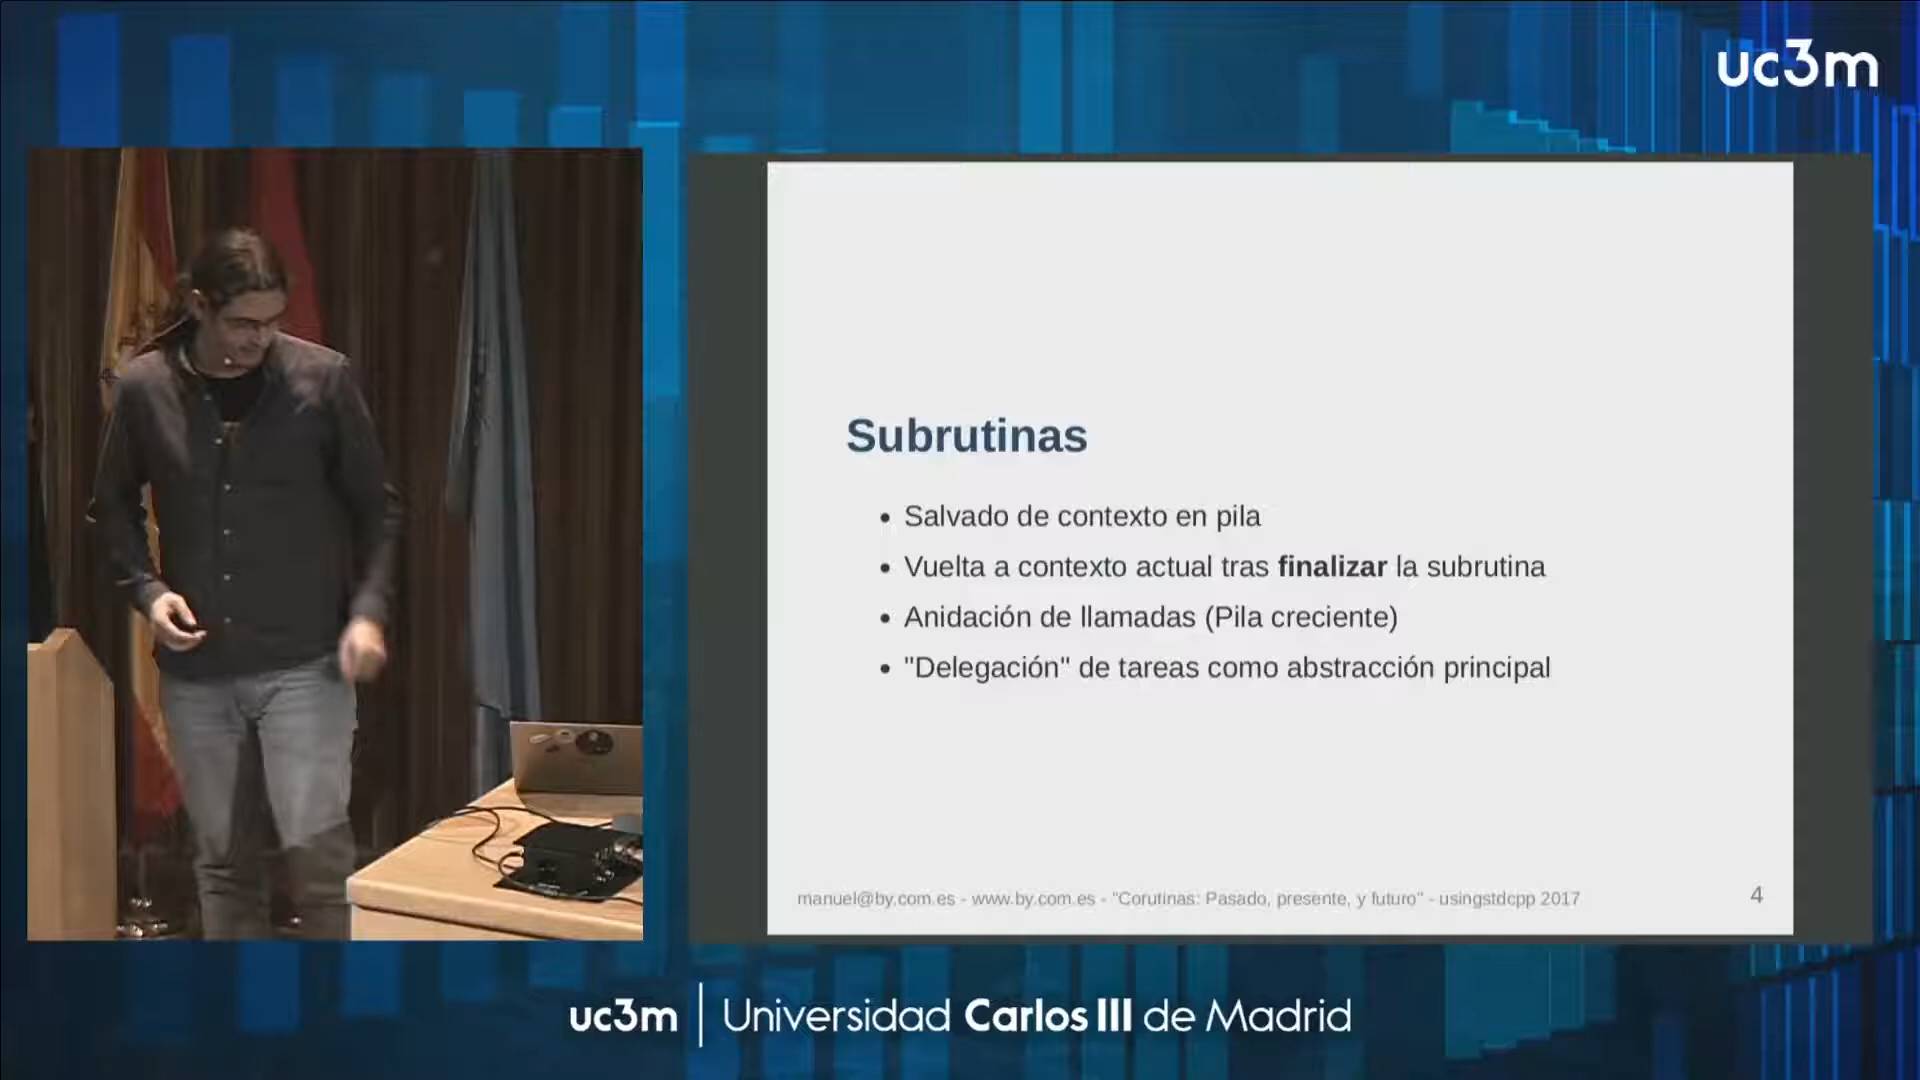 uc3m
Subrutinas
• Salvado de contexto en pila
• Vuelta a contexto actual tras finalizar la subrutina
• Anidación de llamadas (Pila creciente)
• "Delegación" de tareas como abstracción principal
manuel@by.com.es - www.by.com.es - "Corutinas: Pasado, presente, y futuro" - usingstdcpp 2017
4
uc3m | Universidad Carlos III de Madrid